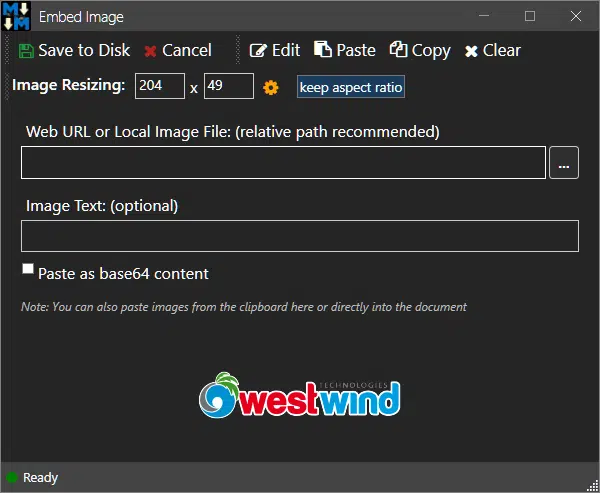 Embed Image
Save to Disk Cancel Edit Paste Copy Clear
Image Resizing: 204 x 49 keep aspect ratio
Web URL or Local Image File: (relative path recommended)
...
Image Text: (optional)
Paste as base64 content
Note: You can also paste images from the clipboard here or directly into the document
TECHNOLOGIES
westwind
Ready